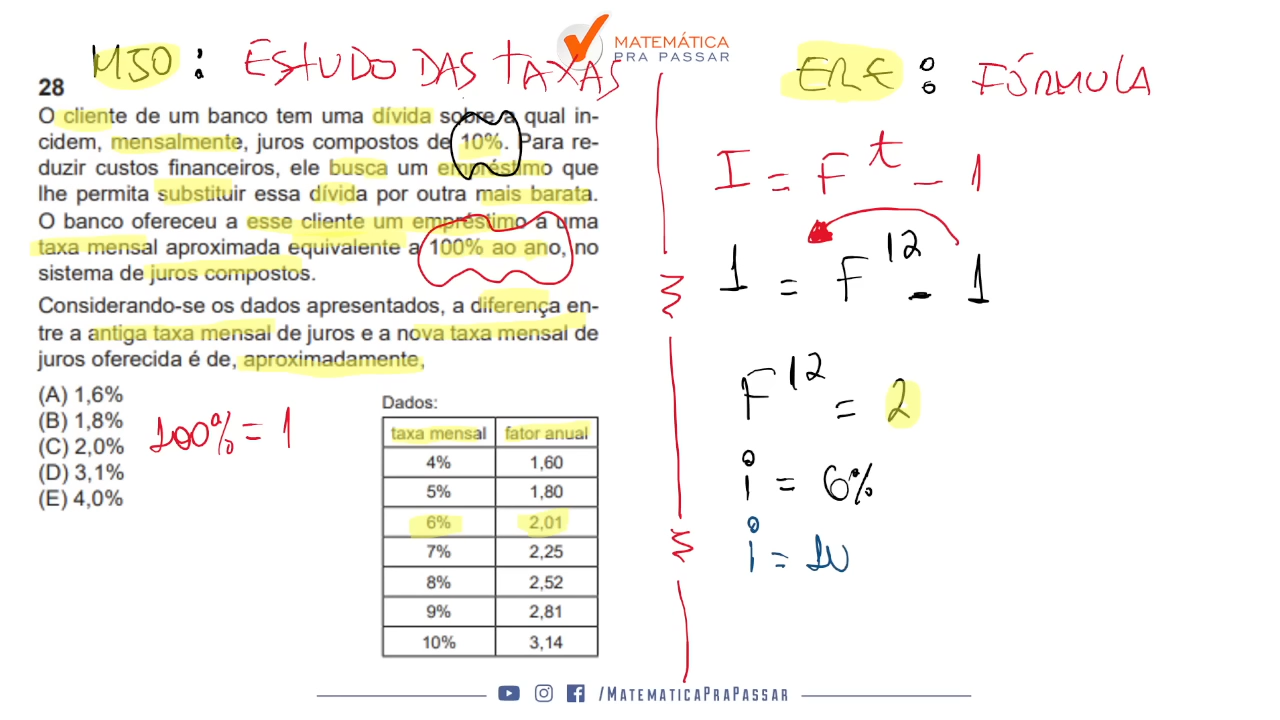 MATEMÁTICA
PRA PASSAR
MJO : ESTUDO DAS TAXAS
28
O cliente de um banco tem uma dívida sobre a qual in-
cidem, mensalmente, juros compostos de 10%. Para re-
duzir custos financeiros, ele busca um empréstimo que
lhe permita substituir essa dívida por outra mais barata.
O banco ofereceu a esse cliente um empréstimo a uma
taxa mensal aproximada equivalente a 100% ao ano, no
sistema de juros compostos.
Considerando-se os dados apresentados, a diferença en-
tre a antiga taxa mensal de juros e a nova taxa mensal de
juros oferecida é de, aproximadamente,
(A) 1,6%
(B) 1,8%
(C) 2,0%
(D) 3,1%
(E) 4,0%
100% = 1
Dados:
taxa mensal fator anual
4% 1,60
5% 1,80
6% 2,01
7% 2,25
8% 2,52
9% 2,81
10% 3,14
: FÓRMULA
I = F^t - 1
1 = F^12 - 1
F^12 = 2
i = 6%
i = 10
/MATEMATICAPRAPASSAR